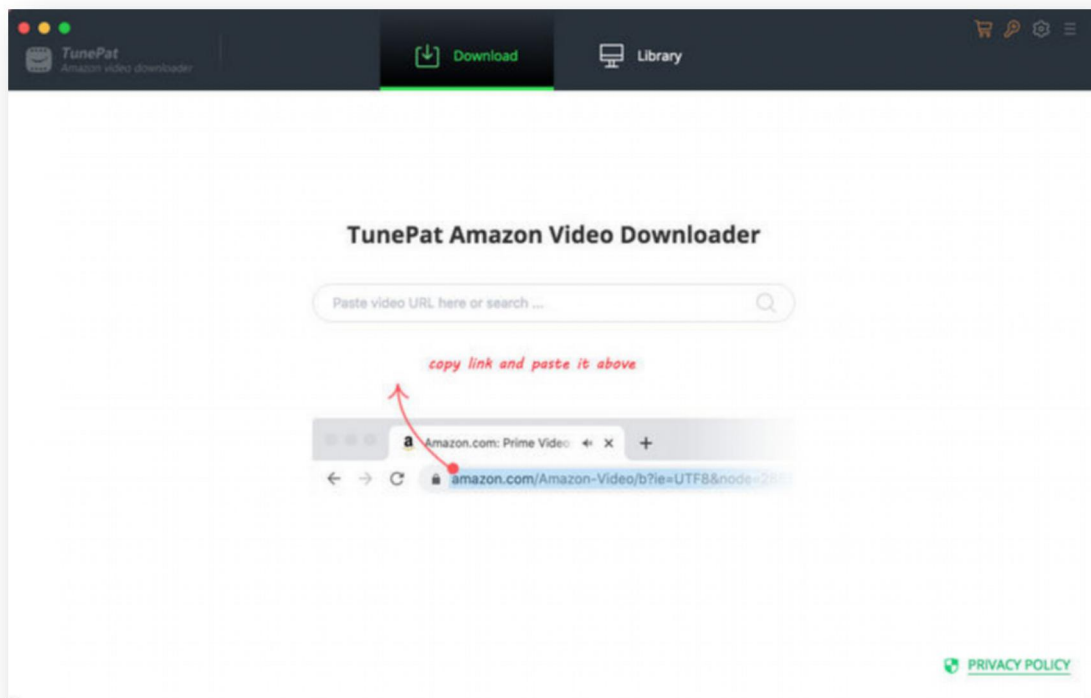 TunePat
Amazon video downloader
Download
Library
TunePat Amazon Video Downloader
Paste video URL here or search ...
copy link and paste it above
a Amazon.com: Prime Video
amazon.com/Amazon-Video/b?ie=UTF8&node=
PRIVACY POLICY